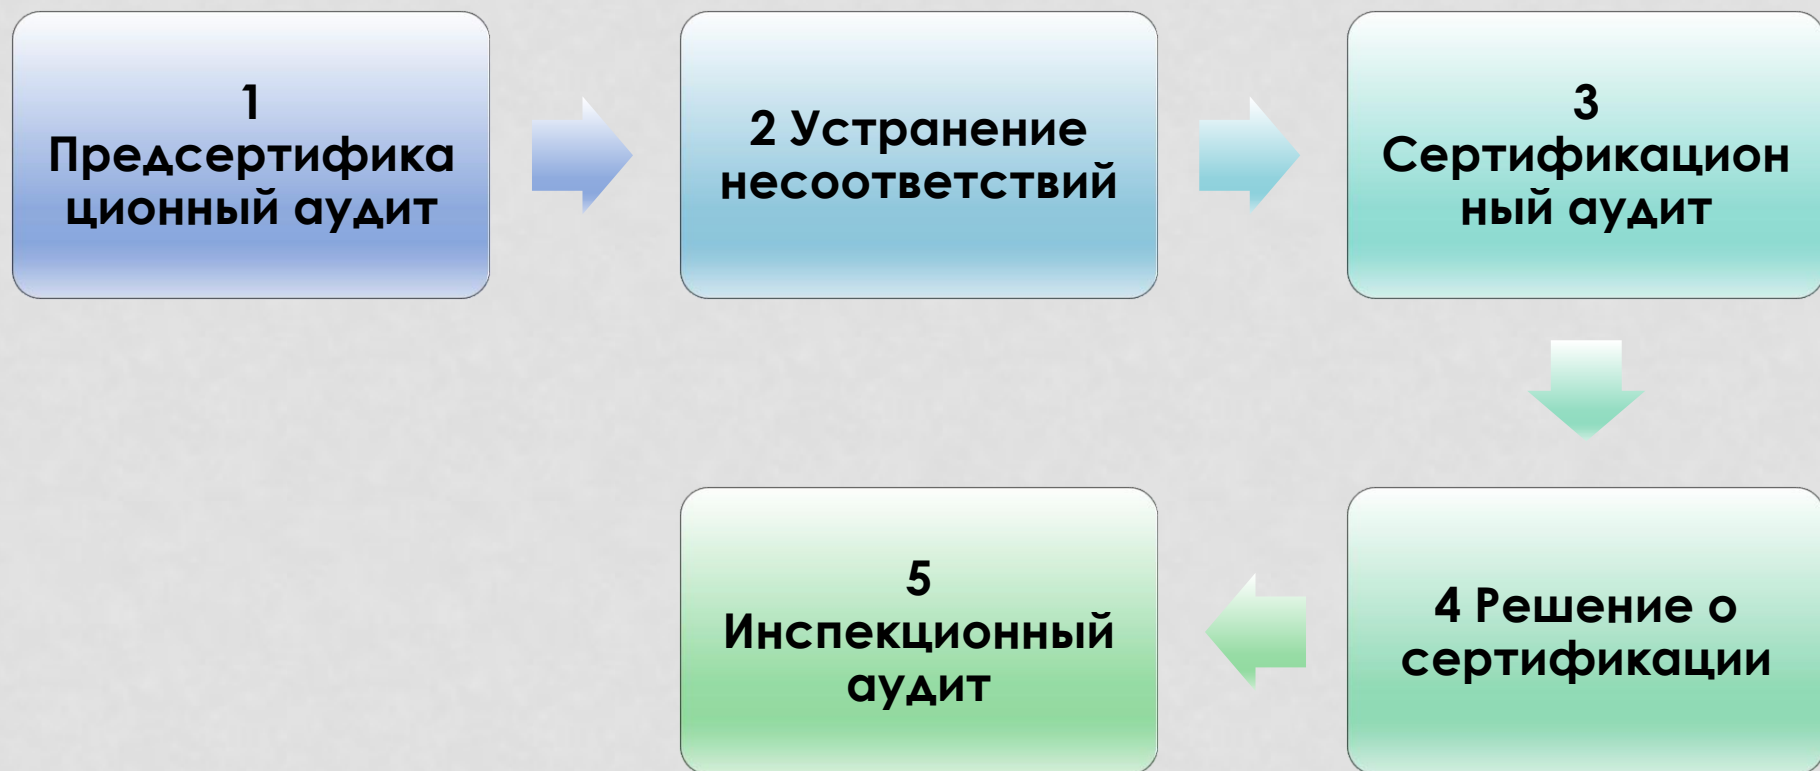 1
Предсертифика
ционный аудит
2 Устранение
несоответствий
3
Сертификацион
ный аудит
4 Решение о
сертификации
5
Инспекционный
аудит